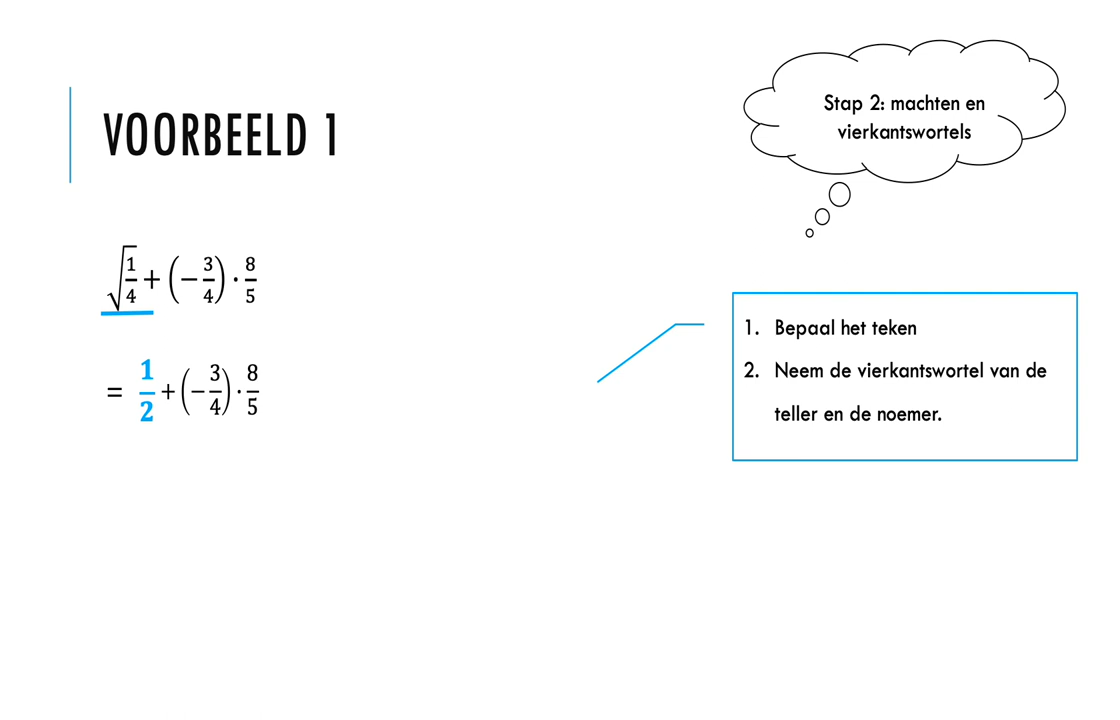 VOORBEELD 1
Stap 2: machten en
vierkantswortels
√(1/4) + (−3/4) · 8/5
= 1/2 + (−3/4) · 8/5
1. Bepaal het teken
2. Neem de vierkantswortel van de
teller en de noemer.